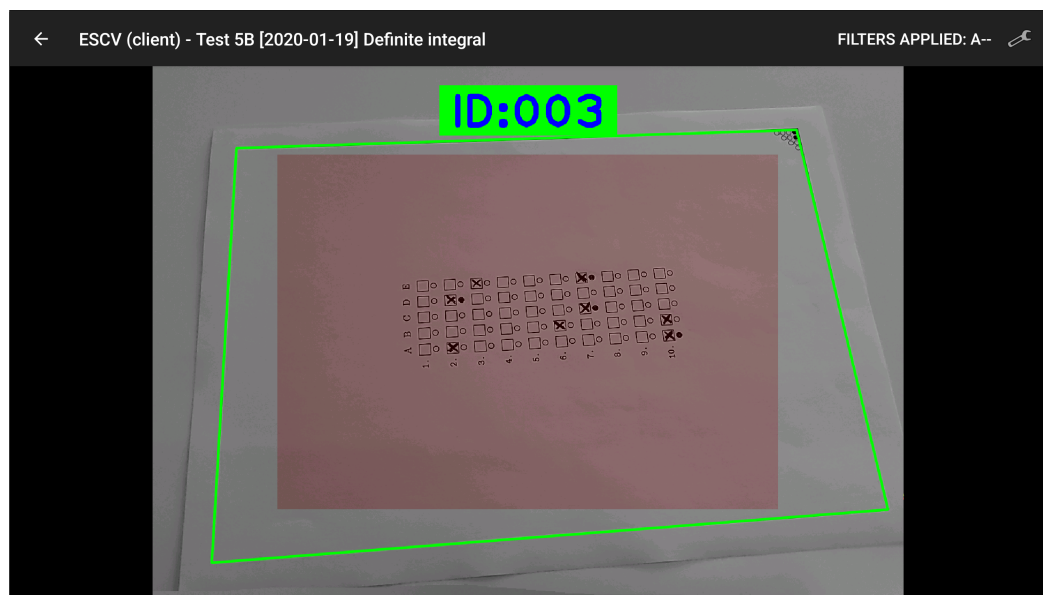 ESCV (client) - Test 5B [2020-01-19] Definite integral
FILTERS APPLIED: A--
ID:003
E
D
C
B
A
1. 2. 3. 4. 5. 6. 7. 8. 9. 10.